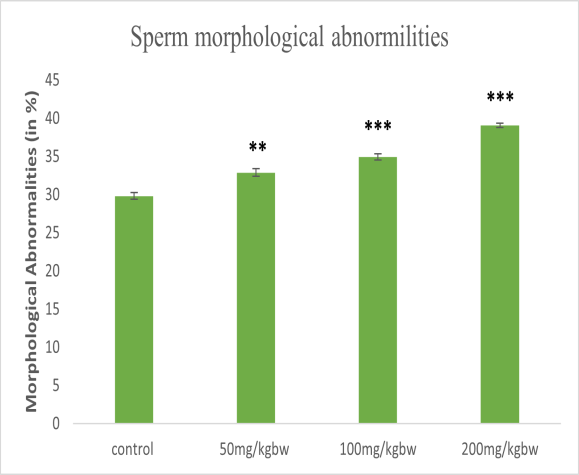 Sperm morphological abnormilities
Morphological Abnormalities (in %)
45
40
35
30
25
20
15
10
5
0
**
***
***
control
50mg/kgbw
100mg/kgbw
200mg/kgbw